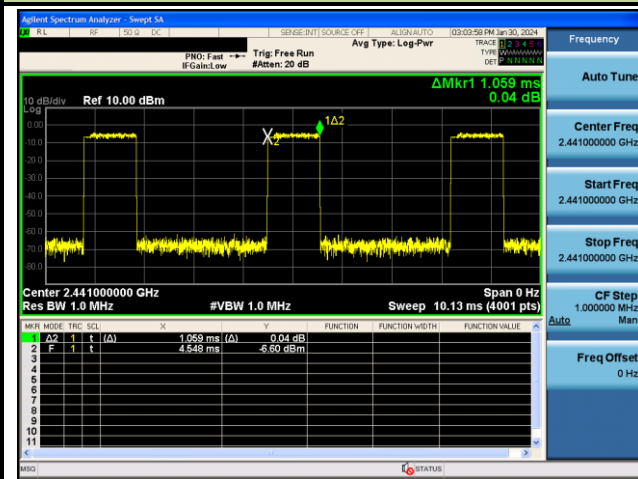 Agilent Spectrum Analyzer - Swept SA
RL RF 50 Ω DC SENSE:INT SOURCE OFF ALIGN AUTO 03:03:58 PM Jan 30, 2024
Avg Type: Log-Pwr TRACE 1 2 3 4 5 6
PNO: Fast Trig: Free Run TYPE WWWWWW
IFGain:Low #Atten: 20 dB DET P N N N N N
ΔMkr1 1.059 ms
0.04 dB
10 dB/div Ref 10.00 dBm
Log
0.00
-10.0
-20.0
-30.0
-40.0
-50.0
-60.0
-70.0
-80.0
1Δ2
2
Center 2.441000000 GHz Span 0 Hz
Res BW 1.0 MHz #VBW 1.0 MHz Sweep 10.13 ms (4001 pts)
MKR MODE TRC SCL X Y FUNCTION FUNCTION WIDTH FUNCTION VALUE
1 Δ2 1 t (Δ) 1.059 ms (Δ) 0.04 dB
2 F 1 t 4.548 ms -6.60 dBm
3
4
5
6
7
8
9
10
11
MSG STATUS
Frequency
Auto Tune
Center Freq
2.441000000 GHz
Start Freq
2.441000000 GHz
Stop Freq
2.441000000 GHz
CF Step
1.000000 MHz
Auto Man
Freq Offset
0 Hz